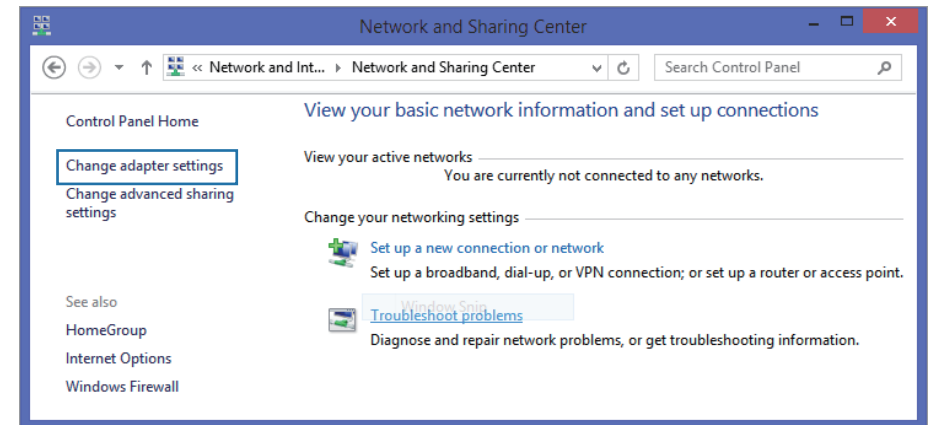 Network and Sharing Center
« Network and Int... Network and Sharing Center
Search Control Panel
Control Panel Home
Change adapter settings
Change advanced sharing
settings
See also
HomeGroup
Internet Options
Windows Firewall
View your basic network information and set up connections
View your active networks
You are currently not connected to any networks.
Change your networking settings
Set up a new connection or network
Set up a broadband, dial-up, or VPN connection; or set up a router or access point.
Window Snip
Troubleshoot problems
Diagnose and repair network problems, or get troubleshooting information.